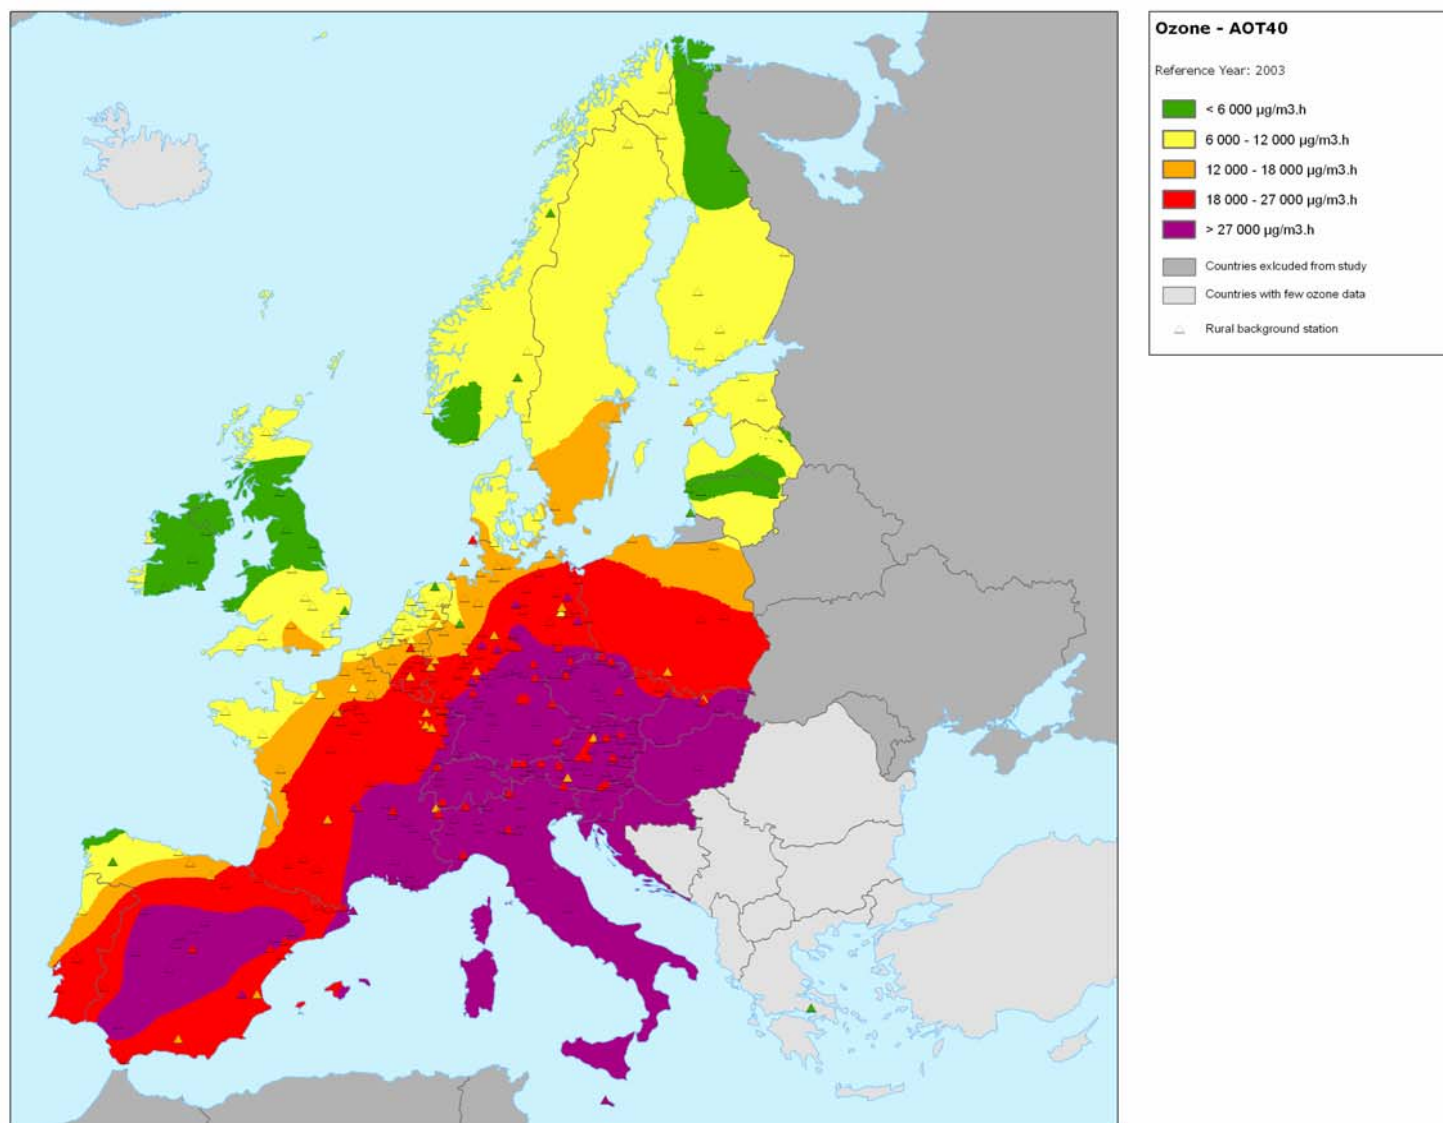 Ozone - AOT40
Reference Year: 2003
< 6 000 µg/m3.h
6 000 - 12 000 µg/m3.h
12 000 - 18 000 µg/m3.h
18 000 - 27 000 µg/m3.h
> 27 000 µg/m3.h
Countries exlcuded from study
Countries with few ozone data
Rural background station